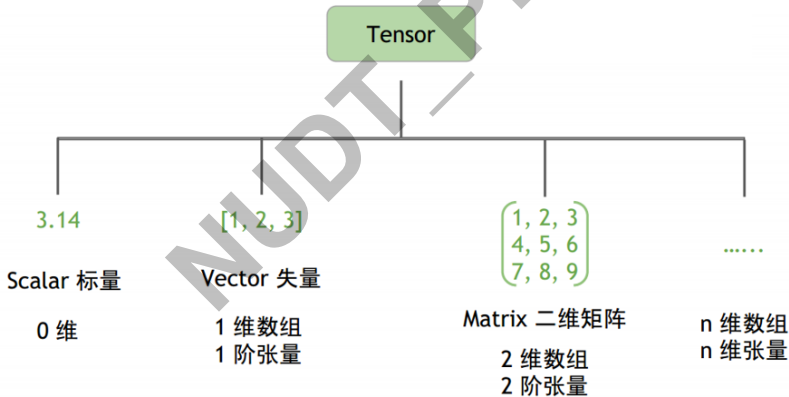 Tensor
NUDT_P
3.14
[1, 2, 3]
1, 2, 3
4, 5, 6
7, 8, 9
......
Scalar 标量
0 维
Vector 失量
1 维数组
1 阶张量
Matrix 二维矩阵
2 维数组
2 阶张量
n 维数组
n 维张量